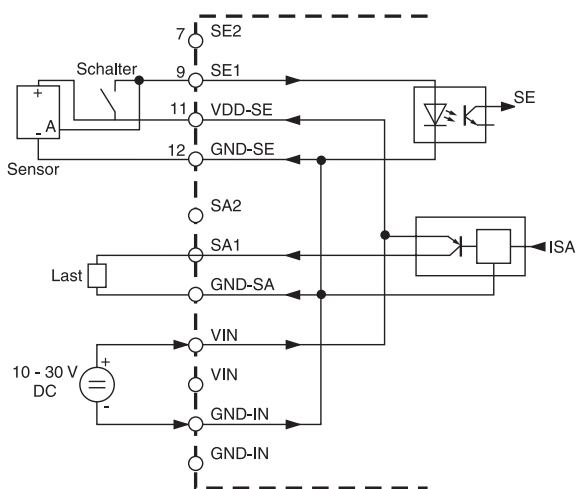 7 SE2
Schalter
9 SE1
SE
+
11 VDD-SE
- A
12 GND-SE
Sensor
SA2
SA1
ISA
Last
GND-SA
VIN
10 - 30 V
DC
+
-
VIN
GND-IN
GND-IN